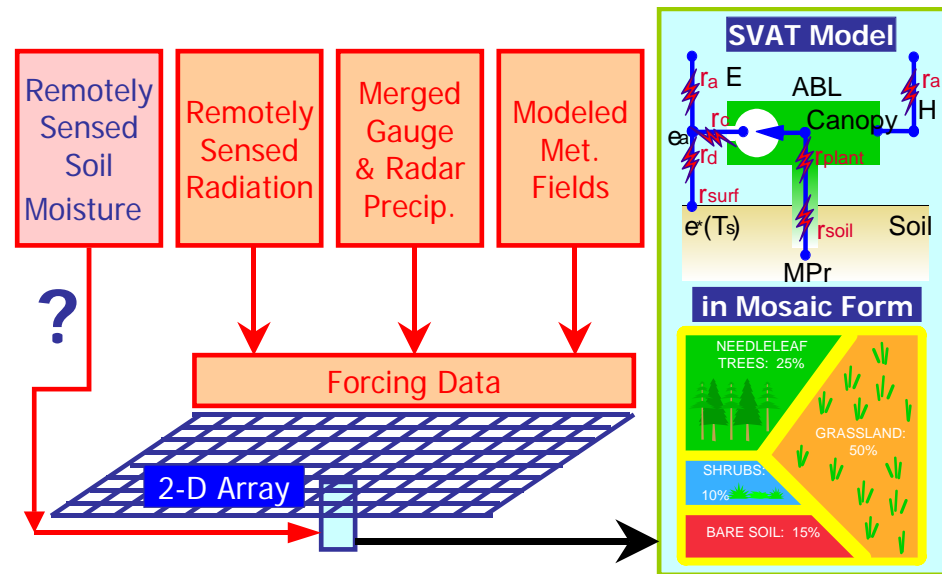 Remotely
Sensed
Soil
Moisture
Remotely
Sensed
Radiation
Merged
Gauge
& Radar
Precip.
Modeled
Met.
Fields
?
Forcing Data
2-D Array
SVAT Model
ra
E
ABL
ra
H
rc
Canopy
ea
rd
rplant
rsurf
e*(Ts)
rsoil
Soil
MPr
in Mosaic Form
NEEDLELEAF
TREES: 25%
GRASSLAND:
50%
SHRUBS:
10%
BARE SOIL: 15%